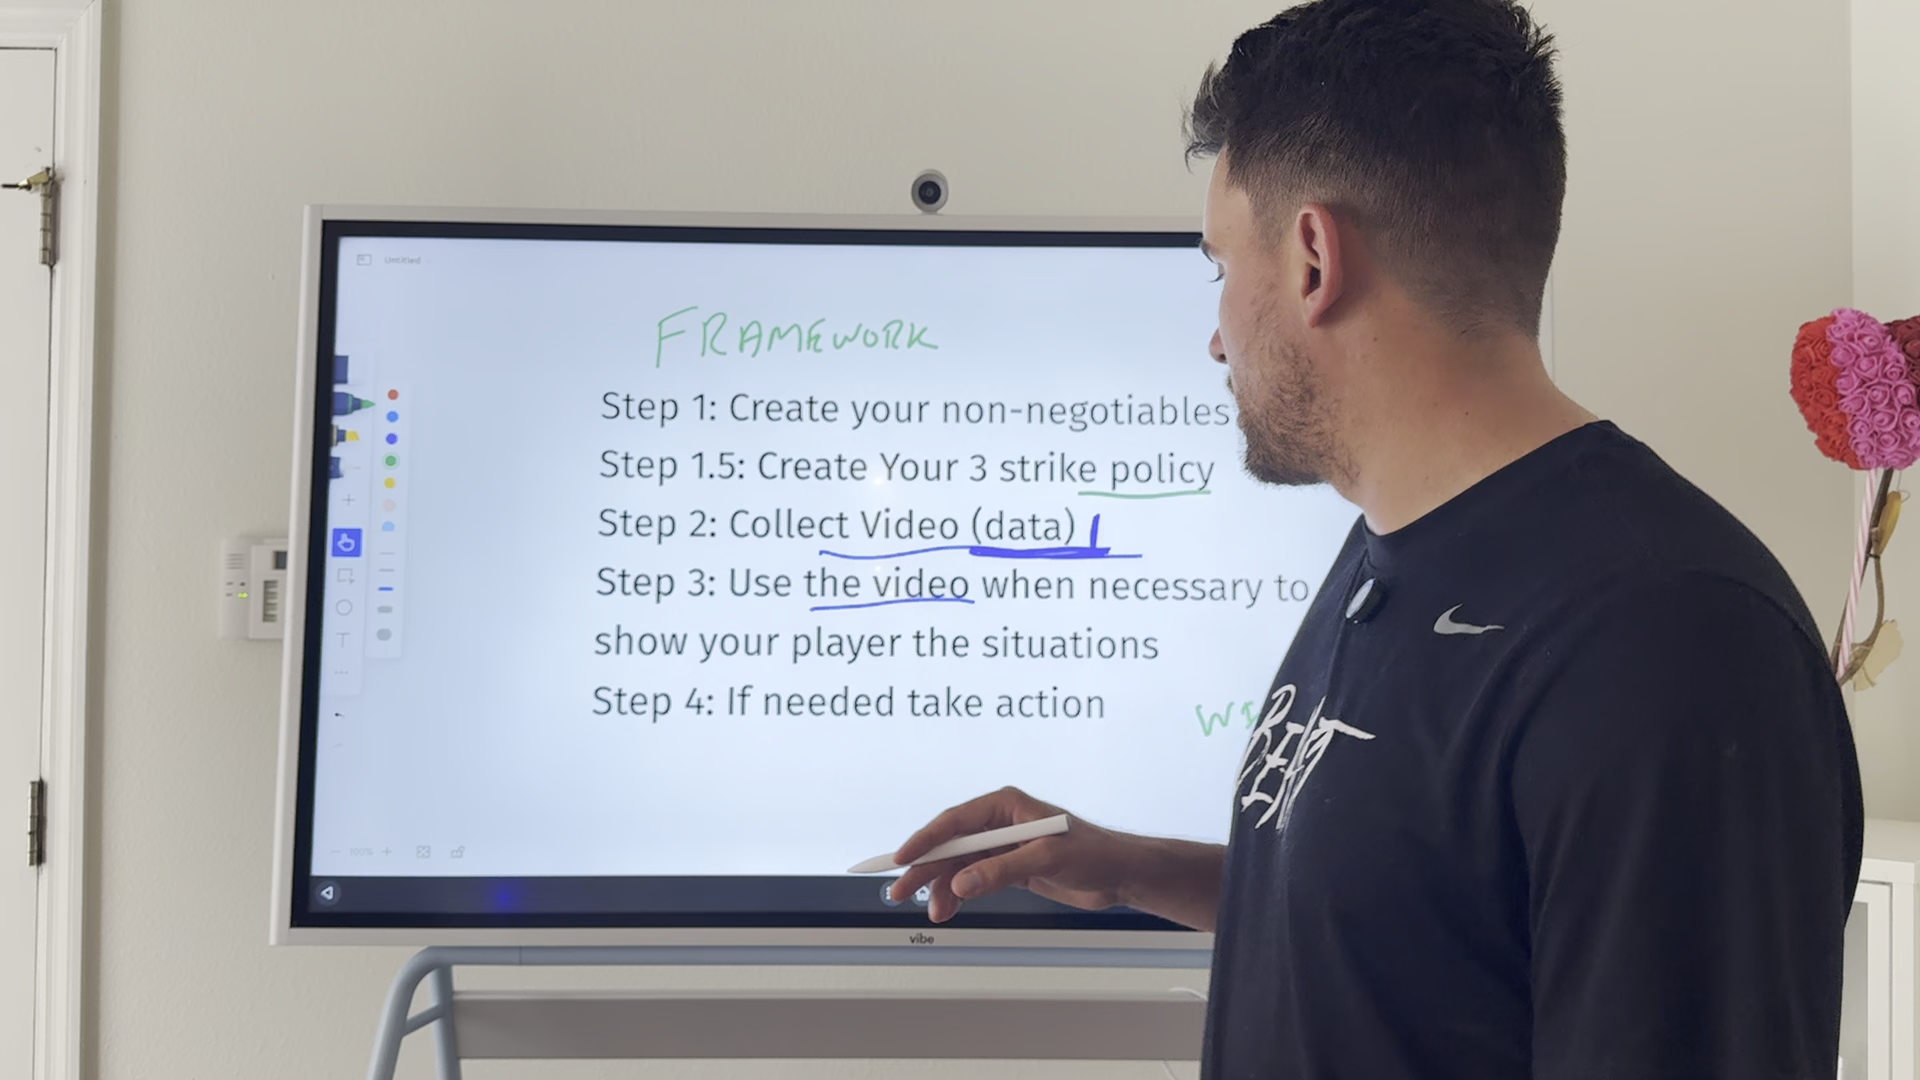 Untitled
FRAMEWORK
Step 1: Create your non-negotiables
Step 1.5: Create Your 3 strike policy
Step 2: Collect Video (data)
Step 3: Use the video when necessary to
show your player the situations
Step 4: If needed take action
100%
vibe